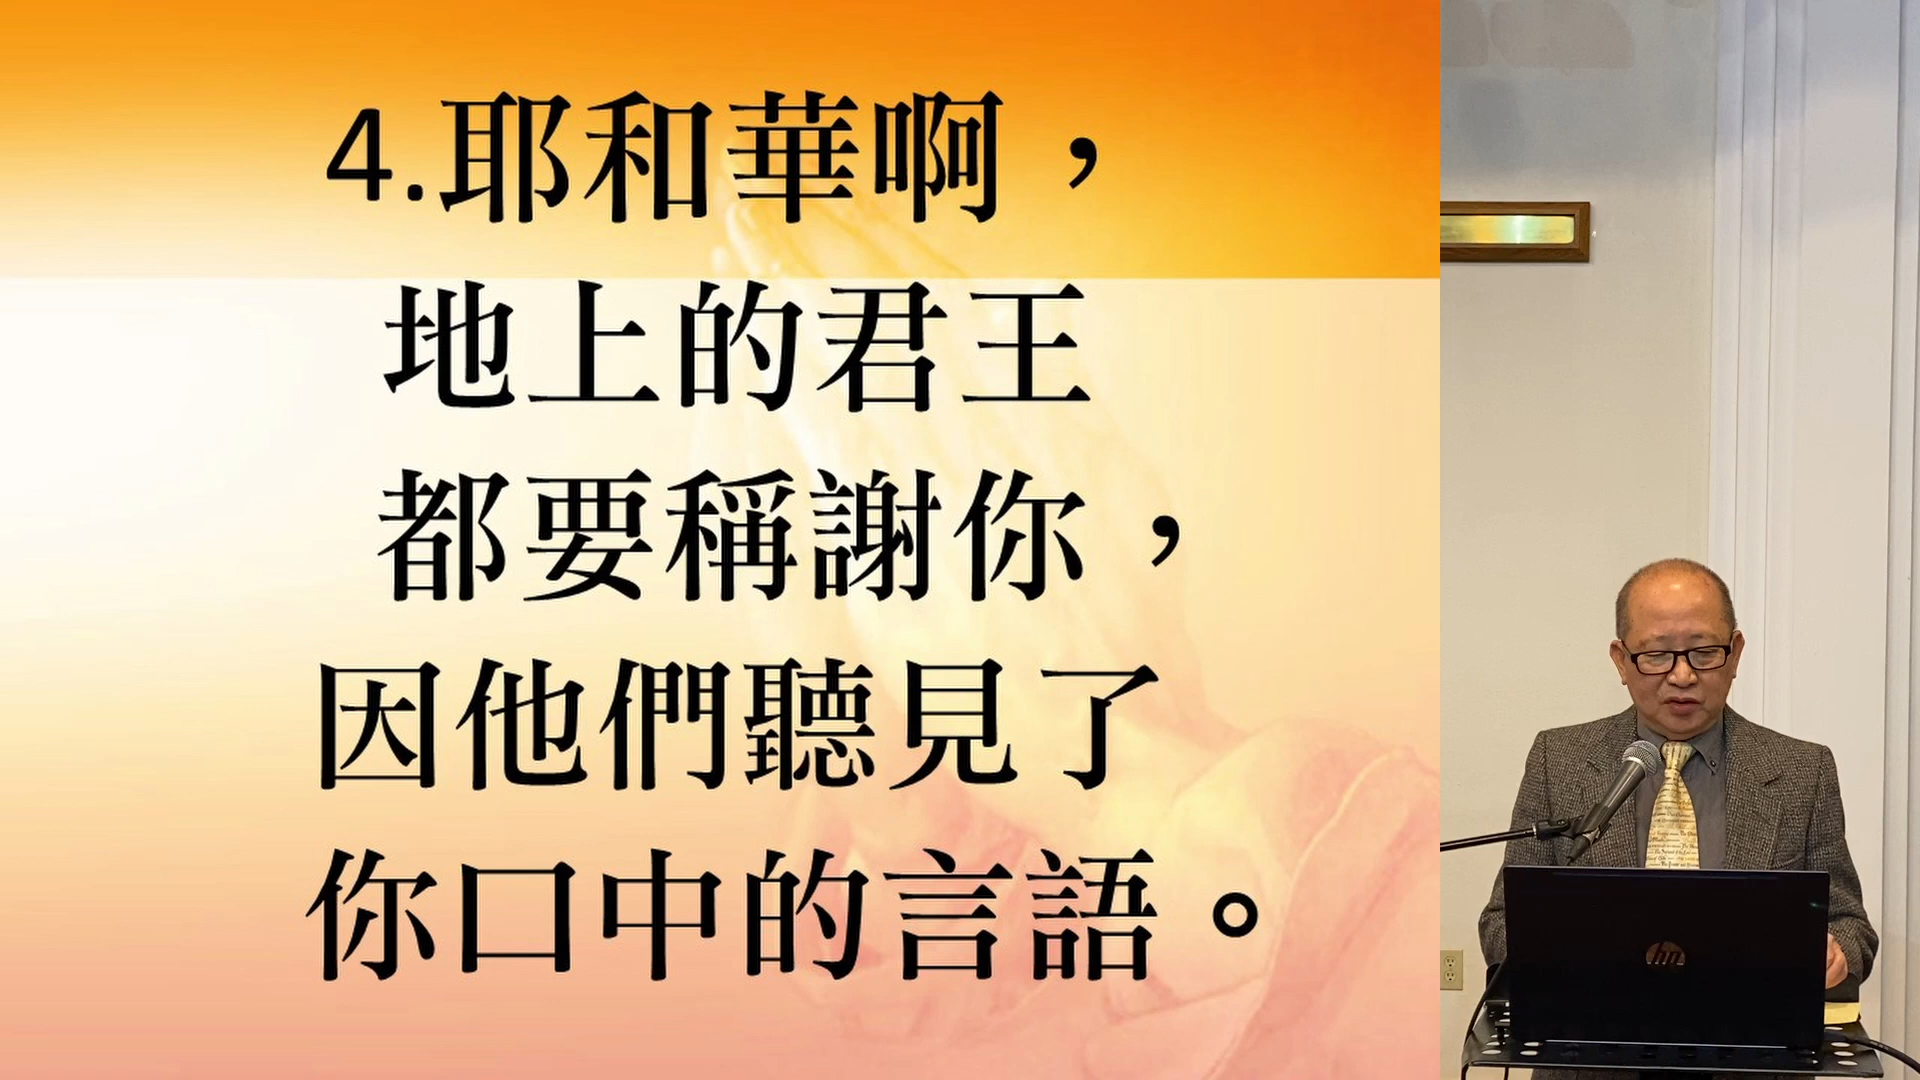 4.耶和華啊，
地上的君王
都要稱謝你，
因他們聽見了
你口中的言語。
hp